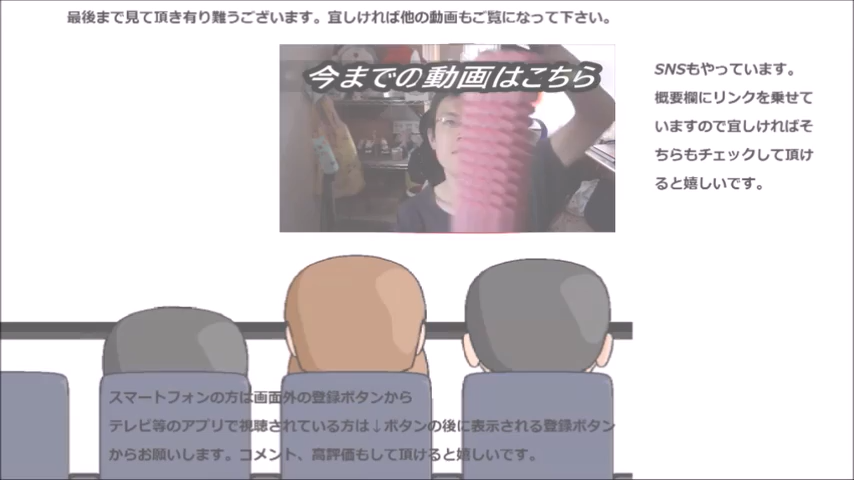 最後まで見て頂き有り難うございます。宜しければ他の動画もご覧になって下さい。
今までの動画はこちら
SNSもやっています。
概要欄にリンクを乗せて
いますので宜しければそ
ちらもチェックして頂け
ると嬉しいです。
スマートフォンの方は画面外の登録ボタンから
テレビ等のアプリで視聴されている方は↓ボタンの後に表示される登録ボタン
からお願いします。コメント、高評価もして頂けると嬉しいです。